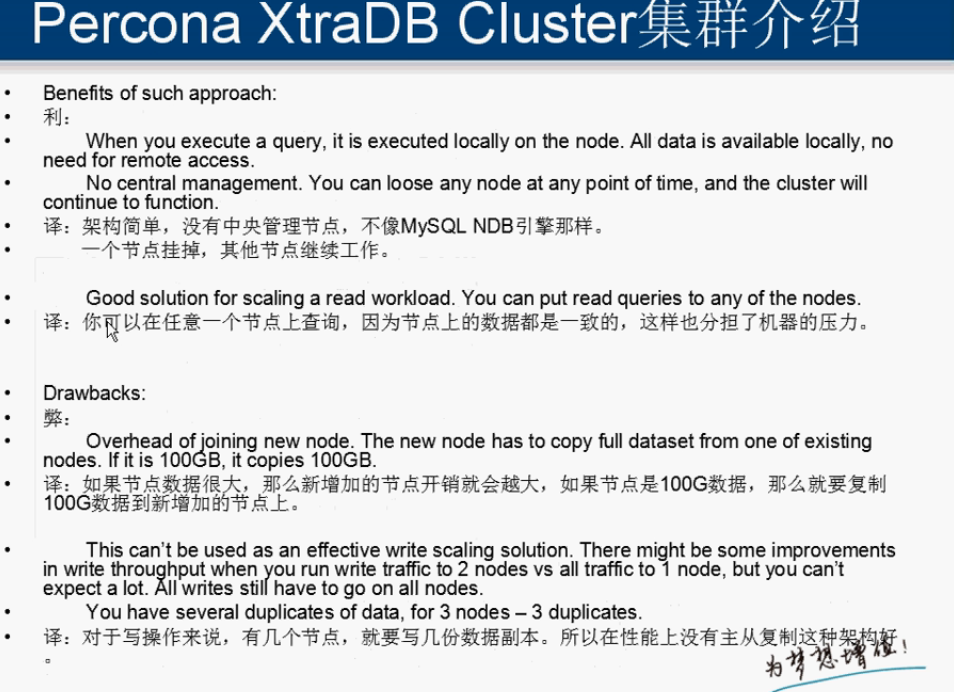 Percona XtraDB Cluster集群介绍
• Benefits of such approach:
• 利：
• When you execute a query, it is executed locally on the node. All data is available locally, no
need for remote access.
• No central management. You can loose any node at any point of time, and the cluster will
continue to function.
• 译：架构简单，没有中央管理节点，不像MySQL NDB引擎那样。
• 一个节点挂掉，其他节点继续工作。
• Good solution for scaling a read workload. You can put read queries to any of the nodes.
• 译：你可以在任意一个节点上查询，因为节点上的数据都是一致的，这样也分担了机器的压力。
• Drawbacks:
• 弊：
• Overhead of joining new node. The new node has to copy full dataset from one of existing
nodes. If it is 100GB, it copies 100GB.
• 译：如果节点数据很大，那么新增加的节点开销就会越大，如果节点是100G数据，那么就要复制
100G数据到新增加的节点上。
• This can’t be used as an effective write scaling solution. There might be some improvements
in write throughput when you run write traffic to 2 nodes vs all traffic to 1 node, but you can’t
expect a lot. All writes still have to go on all nodes.
• You have several duplicates of data, for 3 nodes – 3 duplicates.
• 译：对于写操作来说，有几个节点，就要写几份数据副本。所以在性能上没有主从复制这种架构好
。
为梦想增值！